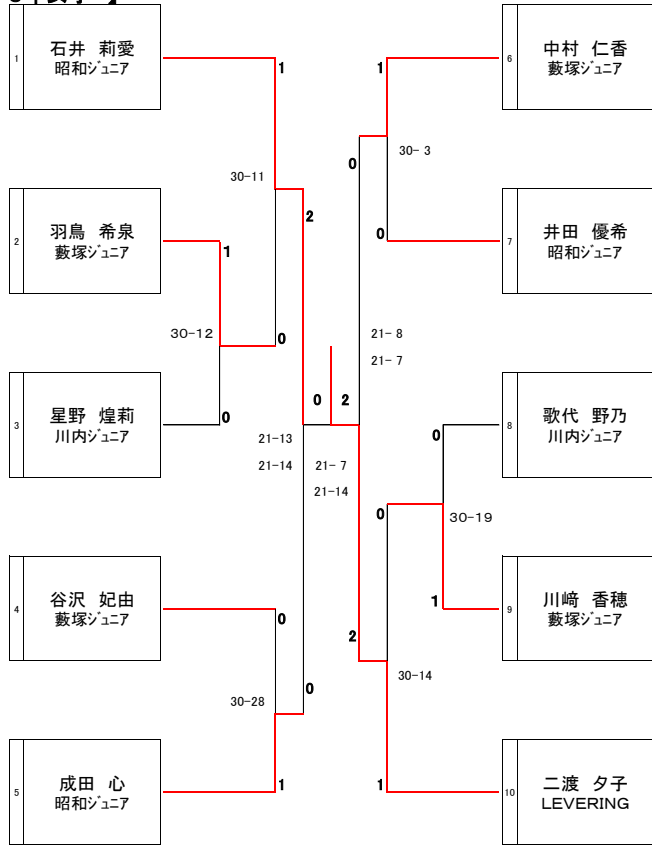 1
石井 莉愛
昭和ジュニア
2
羽鳥 希泉
藪塚ジュニア
3
星野 煌莉
川内ジュニア
4
谷沢 妃由
藪塚ジュニア
5
成田 心
昭和ジュニア
1
30-11
2
1
30-12
0
0
0
2
21-13
21-14
21- 7
21-14
0
30-28
0
1
1
30- 3
0
0
21- 8
21- 7
0
30-19
0
1
2
30-14
1
6
中村 仁香
藪塚ジュニア
7
井田 優希
昭和ジュニア
8
歌代 野乃
川内ジュニア
9
川﨑 香穂
藪塚ジュニア
10
二渡 夕子
LEVERING